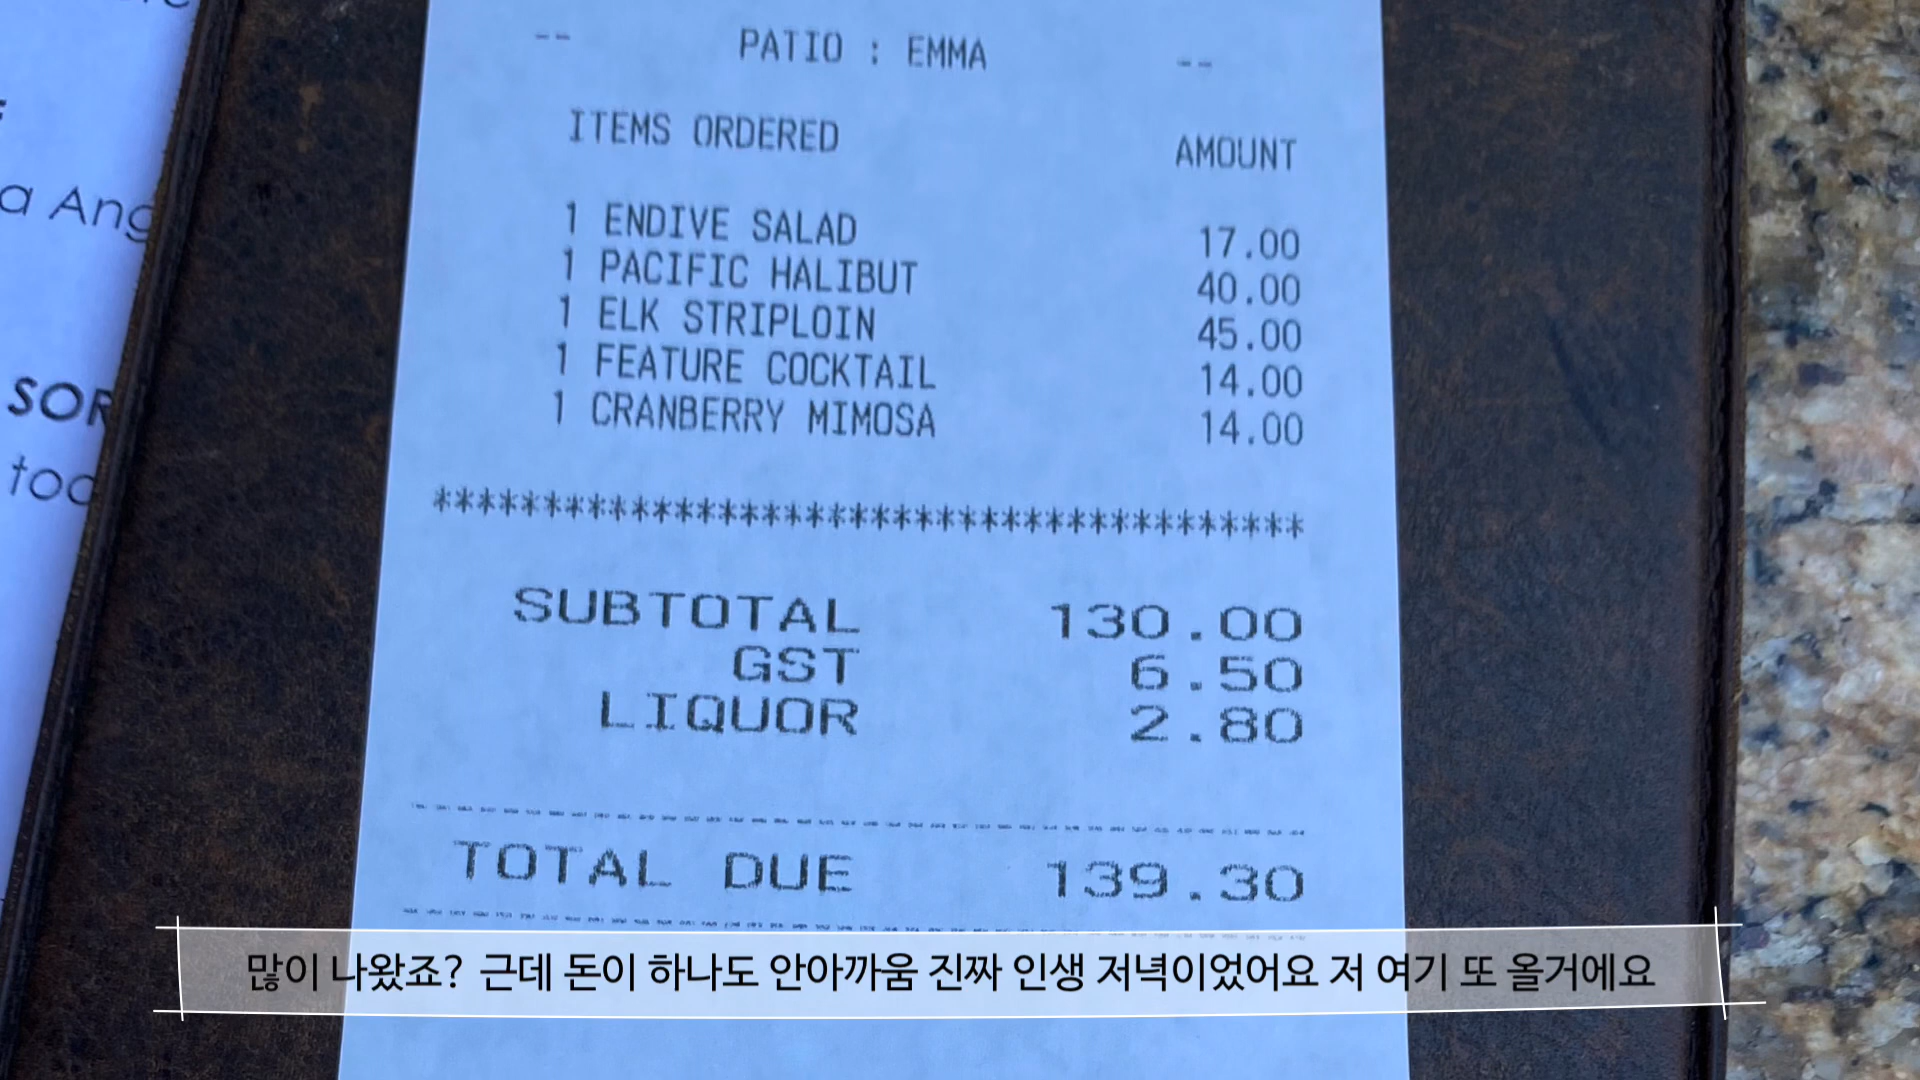 a Ang
SOR
too
-- PATIO : EMMA --
ITEMS ORDERED AMOUNT
1 ENDIVE SALAD 17.00
1 PACIFIC HALIBUT 40.00
1 ELK STRIPLOIN 45.00
1 FEATURE COCKTAIL 14.00
1 CRANBERRY MIMOSA 14.00
****************************************
SUBTOTAL 130.00
GST 6.50
LIQUOR 2.80
TOTAL DUE 139.30
많이 나왔죠? 근데 돈이 하나도 안아까움 진짜 인생 저녁이었어요 저 여기 또 올거에요